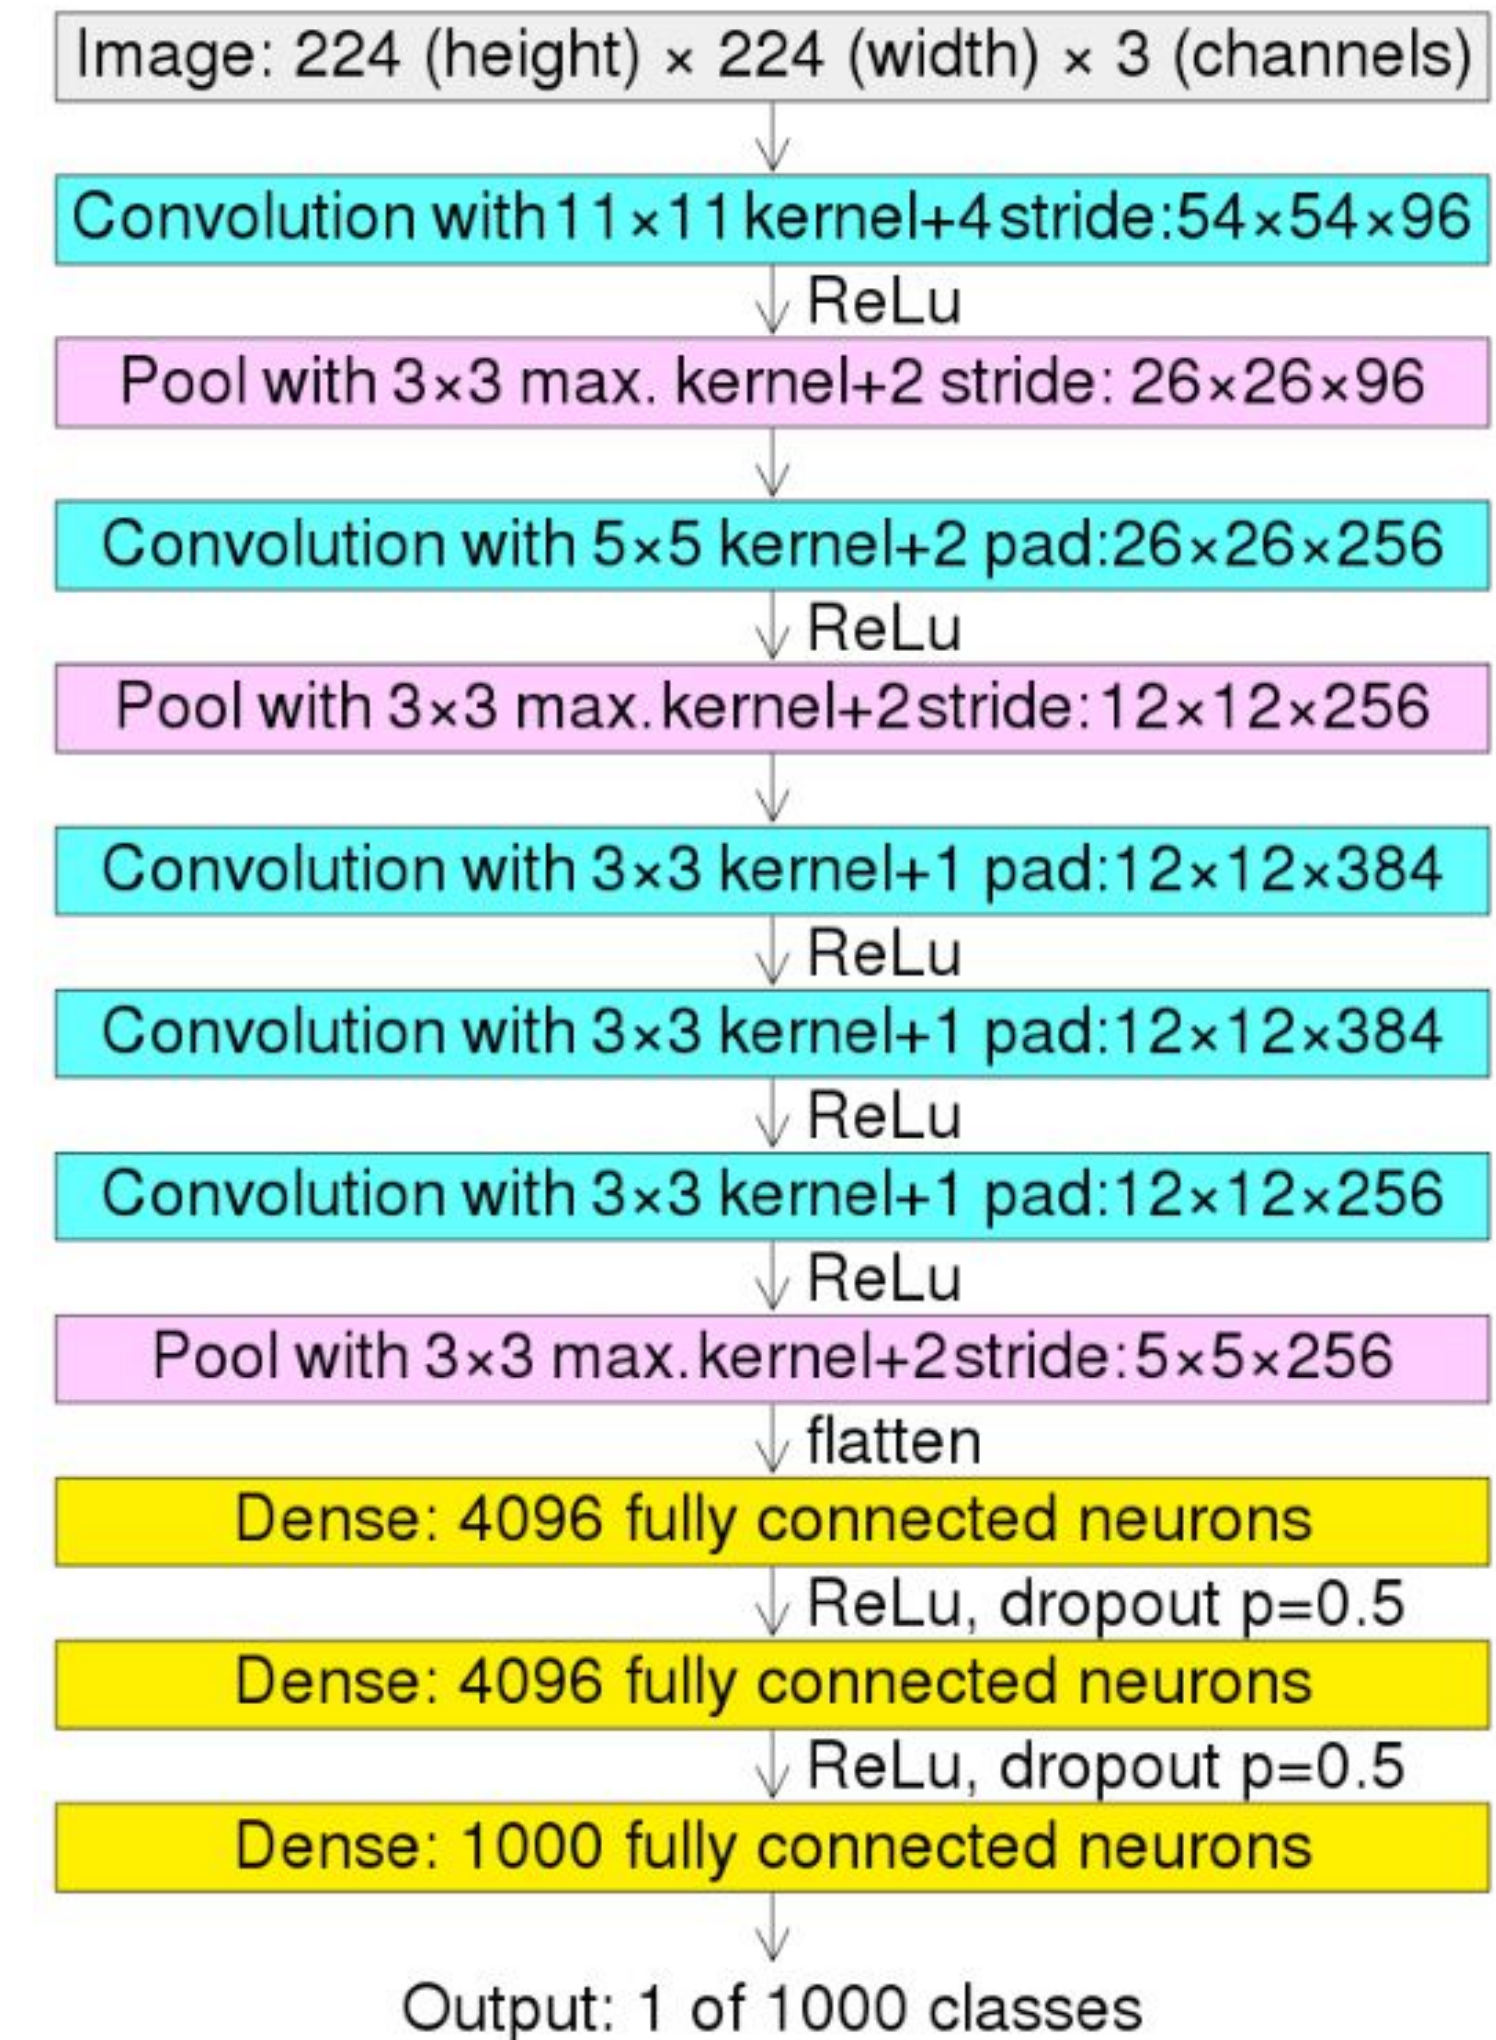 Image: 224 (height) × 224 (width) × 3 (channels)
Convolution with 11×11 kernel+4 stride:54×54×96
ReLu
Pool with 3×3 max. kernel+2 stride: 26×26×96
Convolution with 5×5 kernel+2 pad:26×26×256
ReLu
Pool with 3×3 max. kernel+2 stride: 12×12×256
Convolution with 3×3 kernel+1 pad:12×12×384
ReLu
Convolution with 3×3 kernel+1 pad:12×12×384
ReLu
Convolution with 3×3 kernel+1 pad:12×12×256
ReLu
Pool with 3×3 max. kernel+2 stride: 5×5×256
flatten
Dense: 4096 fully connected neurons
ReLu, dropout p=0.5
Dense: 4096 fully connected neurons
ReLu, dropout p=0.5
Dense: 1000 fully connected neurons
Output: 1 of 1000 classes